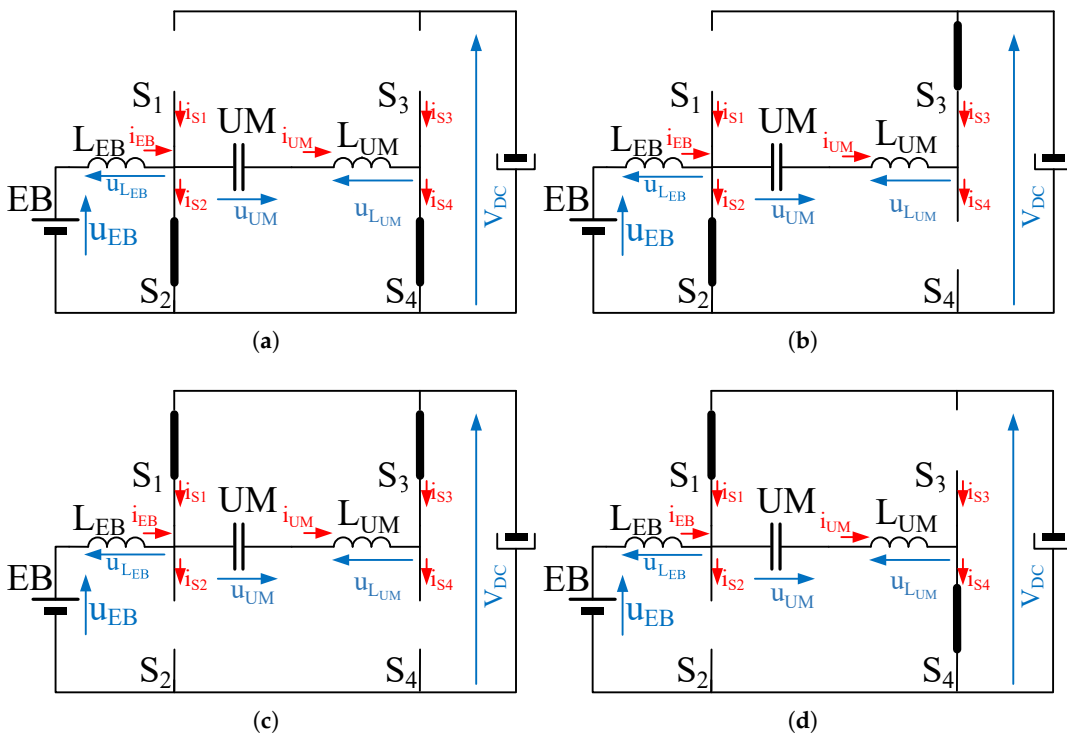 S1
iS1
UM
S3
iS3
LEB
iEB
iUM
LUM
VDC
uLEB
iS2
uUM
uLUM
iS4
EB
uEB
S2
S4
(a)
S1
iS1
UM
S3
iS3
LEB
iEB
iUM
LUM
VDC
uLEB
iS2
uUM
uLUM
iS4
EB
uEB
S2
S4
(b)
S1
iS1
UM
S3
iS3
LEB
iEB
iUM
LUM
VDC
uLEB
iS2
uUM
uLUM
iS4
EB
uEB
S2
S4
(c)
S1
iS1
UM
S3
iS3
LEB
iEB
iUM
LUM
VDC
uLEB
iS2
uUM
uLUM
iS4
EB
uEB
S2
S4
(d)